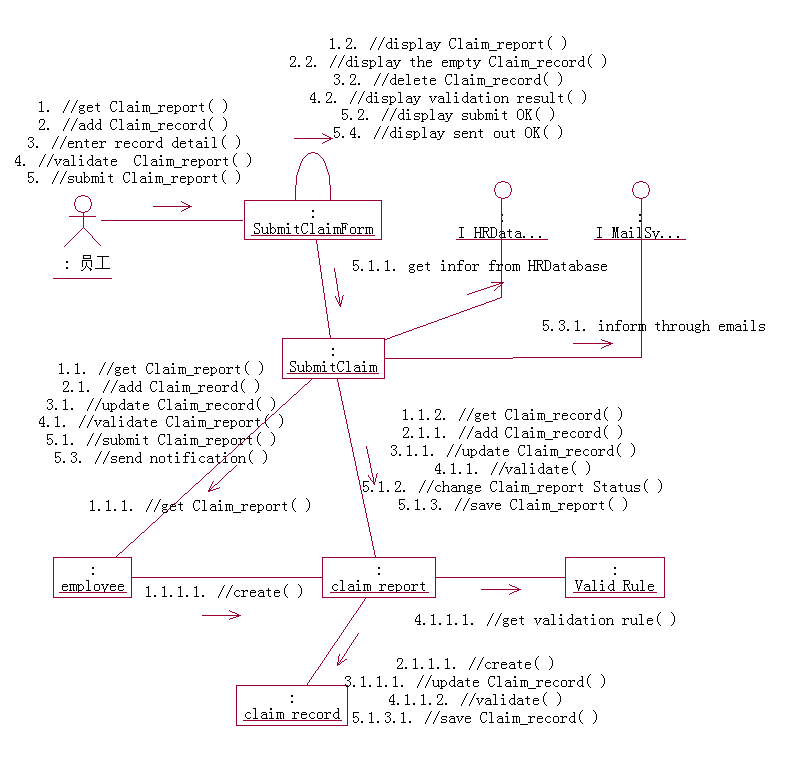 1.2. //display Claim_report( )
2.2. //display the empty Claim_record( )
3.2. //delete Claim_record( )
4.2. //display validation result( )
5.2. //display submit OK( )
5.4. //display sent out OK( )
1. //get Claim_report( )
2. //add Claim_record( )
3. //enter record detail( )
4. //validate  Claim_report( )
5. //submit Claim_report( )
: 员工
:
SubmitClaimForm
:
I HRData...
:
I MailSy...
5.1.1. get infor from HRDatabase
5.3.1. inform through emails
:
SubmitClaim
1.1. //get Claim_report( )
2.1. //add Claim_reord( )
3.1. //update Claim_record( )
4.1. //validate Claim_report( )
5.1. //submit Claim_report( )
5.3. //send notification( )
1.1.2. //get Claim_record( )
2.1.1. //add Claim_record( )
3.1.1. //update Claim_record( )
4.1.1. //validate( )
5.1.2. //change Claim_report Status( )
5.1.3. //save Claim_report( )
1.1.1. //get Claim_report( )
:
employee
1.1.1.1. //create( )
:
claim report
:
Valid Rule
4.1.1.1. //get validation rule( )
:
claim record
2.1.1.1. //create( )
3.1.1.1. //update Claim_record( )
4.1.1.2. //validate( )
5.1.3.1. //save Claim_record( )